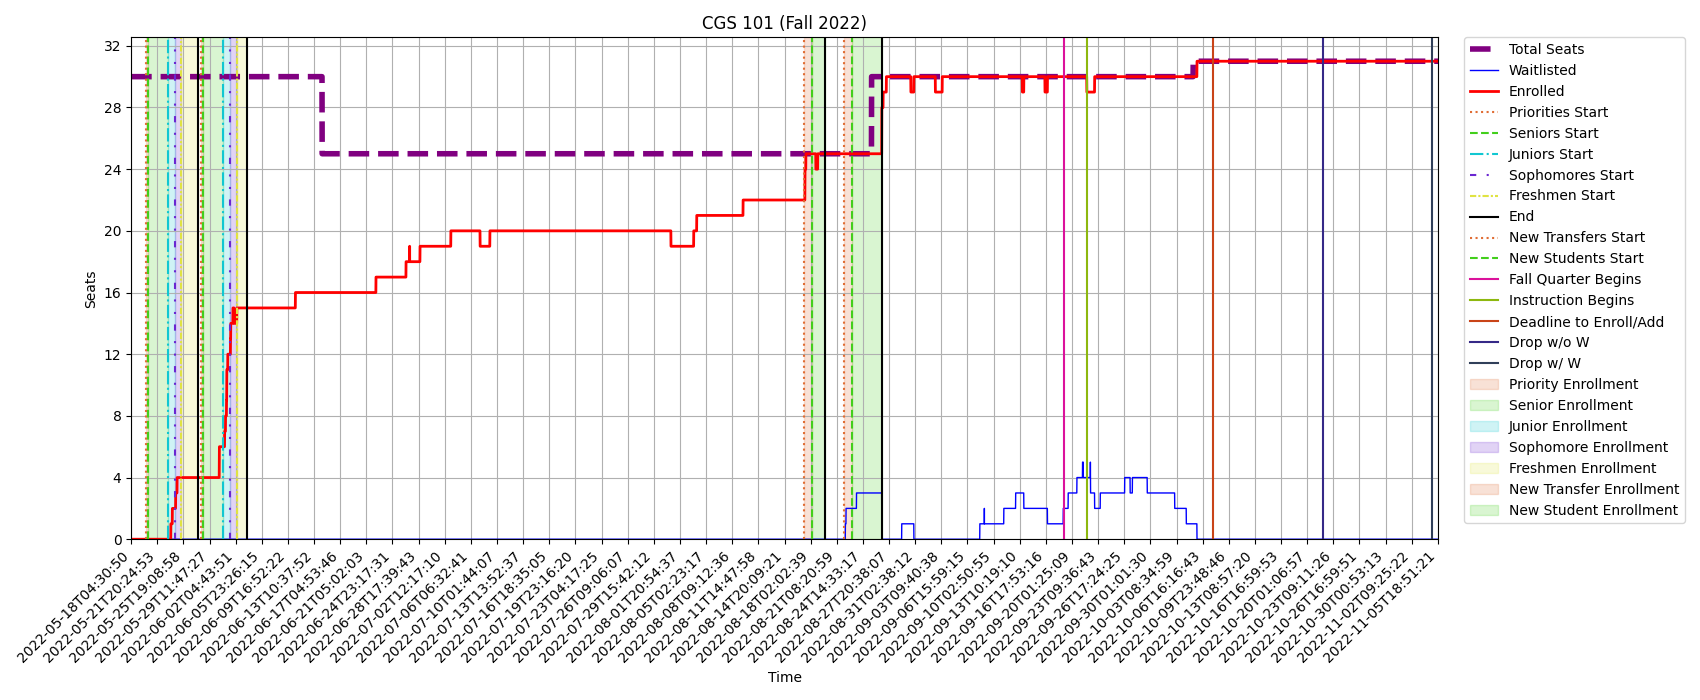 CGS 101 (Fall 2022)
32
28
24
20
16
12
8
4
0
Seats
2022-05-18T04:30:50
2022-05-21T20:24:53
2022-05-25T19:08:58
2022-05-29T11:47:27
2022-06-02T04:43:51
2022-06-05T23:26:15
2022-06-09T16:52:22
2022-06-13T10:37:52
2022-06-17T04:53:46
2022-06-21T05:02:03
2022-06-24T23:17:31
2022-06-28T17:39:43
2022-07-02T12:17:10
2022-07-06T06:32:41
2022-07-10T01:44:07
2022-07-13T13:52:37
2022-07-16T18:35:05
2022-07-19T23:16:20
2022-07-23T04:17:25
2022-07-26T09:06:07
2022-07-29T15:42:12
2022-08-01T20:54:37
2022-08-05T02:23:17
2022-08-08T09:12:36
2022-08-11T14:47:58
2022-08-14T20:09:21
2022-08-18T02:02:39
2022-08-21T08:20:59
2022-08-24T14:33:17
2022-08-27T20:38:07
2022-08-31T02:38:12
2022-09-03T09:40:38
2022-09-06T15:59:15
2022-09-10T02:50:55
2022-09-13T10:19:10
2022-09-16T17:53:16
2022-09-20T01:25:09
2022-09-23T09:36:43
2022-09-26T17:24:25
2022-09-30T01:01:30
2022-10-03T08:34:59
2022-10-06T16:16:43
2022-10-09T23:48:46
2022-10-13T08:57:20
2022-10-16T16:59:53
2022-10-20T01:06:57
2022-10-23T09:11:26
2022-10-26T16:59:51
2022-10-30T00:53:13
2022-11-02T09:25:22
2022-11-05T18:51:21
Time
Total Seats
Waitlisted
Enrolled
Priorities Start
Seniors Start
Juniors Start
Sophomores Start
Freshmen Start
End
New Transfers Start
New Students Start
Fall Quarter Begins
Instruction Begins
Deadline to Enroll/Add
Drop w/o W
Drop w/ W
Priority Enrollment
Senior Enrollment
Junior Enrollment
Sophomore Enrollment
Freshmen Enrollment
New Transfer Enrollment
New Student Enrollment